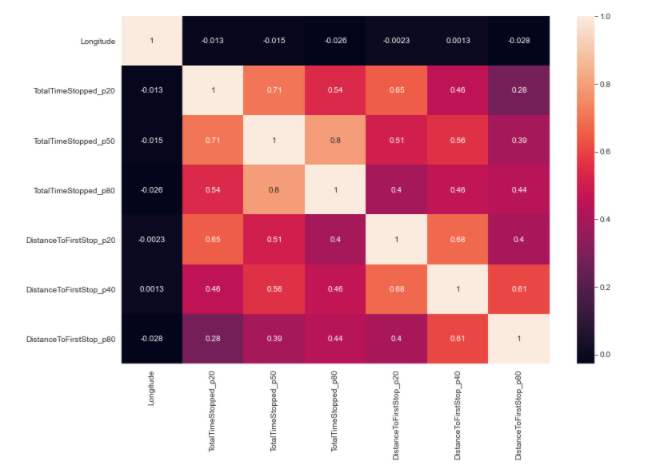 Longitude 1 -0.013 -0.015 -0.026 -0.0023 0.0013 -0.028
TotalTimeStopped_p20 -0.013 1 0.71 0.54 0.65 0.46 0.28
TotalTimeStopped_p50 -0.015 0.71 1 0.8 0.51 0.56 0.39
TotalTimeStopped_p80 -0.026 0.54 0.8 1 0.4 0.46 0.44
DistanceToFirstStop_p20 -0.0023 0.65 0.51 0.4 1 0.68 0.4
DistanceToFirstStop_p40 0.0013 0.46 0.56 0.46 0.68 1 0.61
DistanceToFirstStop_p80 -0.028 0.28 0.39 0.44 0.4 0.61 1
Longitude
TotalTimeStopped_p20
TotalTimeStopped_p50
TotalTimeStopped_p80
DistanceToFirstStop_p20
DistanceToFirstStop_p40
DistanceToFirstStop_p80
1.0
0.8
0.6
0.4
0.2
0.0